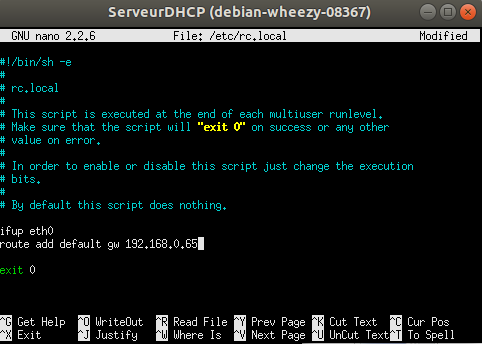 ServeurDHCP (debian-wheezy-08367)
GNU nano 2.2.6 File: /etc/rc.local Modified
#!/bin/sh -e
#
# rc.local
#
# This script is executed at the end of each multiuser runlevel.
# Make sure that the script will "exit 0" on success or any other
# value on error.
#
# In order to enable or disable this script just change the execution
# bits.
#
# By default this script does nothing.
ifup eth0
route add default gw 192.168.0.65
exit 0
^G Get Help ^O WriteOut ^R Read File ^Y Prev Page ^K Cut Text ^C Cur Pos
^X Exit ^J Justify ^W Where Is ^V Next Page ^U UnCut Text ^T To Spell